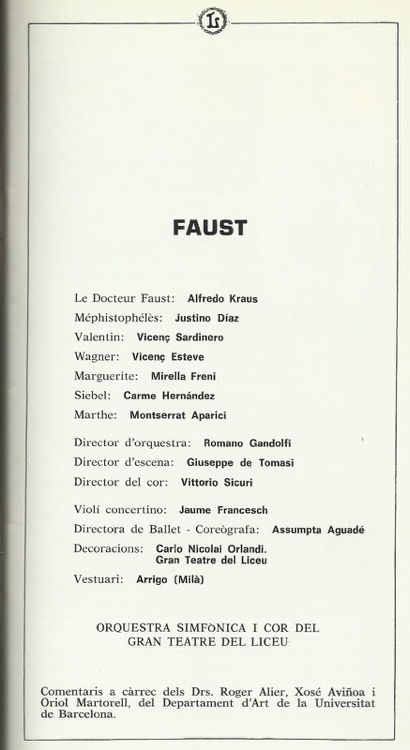 FAUST
Le Docteur Faust: Alfredo Kraus
Méphistophélès: Justino Díaz
Valentin: Vicenç Sardinero
Wagner: Vicenç Esteve
Marguerite: Mirella Freni
Siebel: Carme Hernández
Marthe: Montserrat Aparici
Director d'orquestra: Romano Gandolfi
Director d'escena: Giuseppe de Tomasi
Director del cor: Vittorio Sicuri
Violí concertino: Jaume Francesch
Directora de Ballet - Coreògrafa: Assumpta Aguadé
Decoracions: Carlo Nicolai Orlandi.
Gran Teatre del Liceu
Vestuari: Arrigo (Milà)
ORQUESTRA SIMFÒNICA I COR DEL
GRAN TEATRE DEL LICEU
Comentaris a càrrec dels Drs. Roger Alier, Xosé Aviñoa i
Oriol Martorell, del Departament d'Art de la Universitat
de Barcelona.